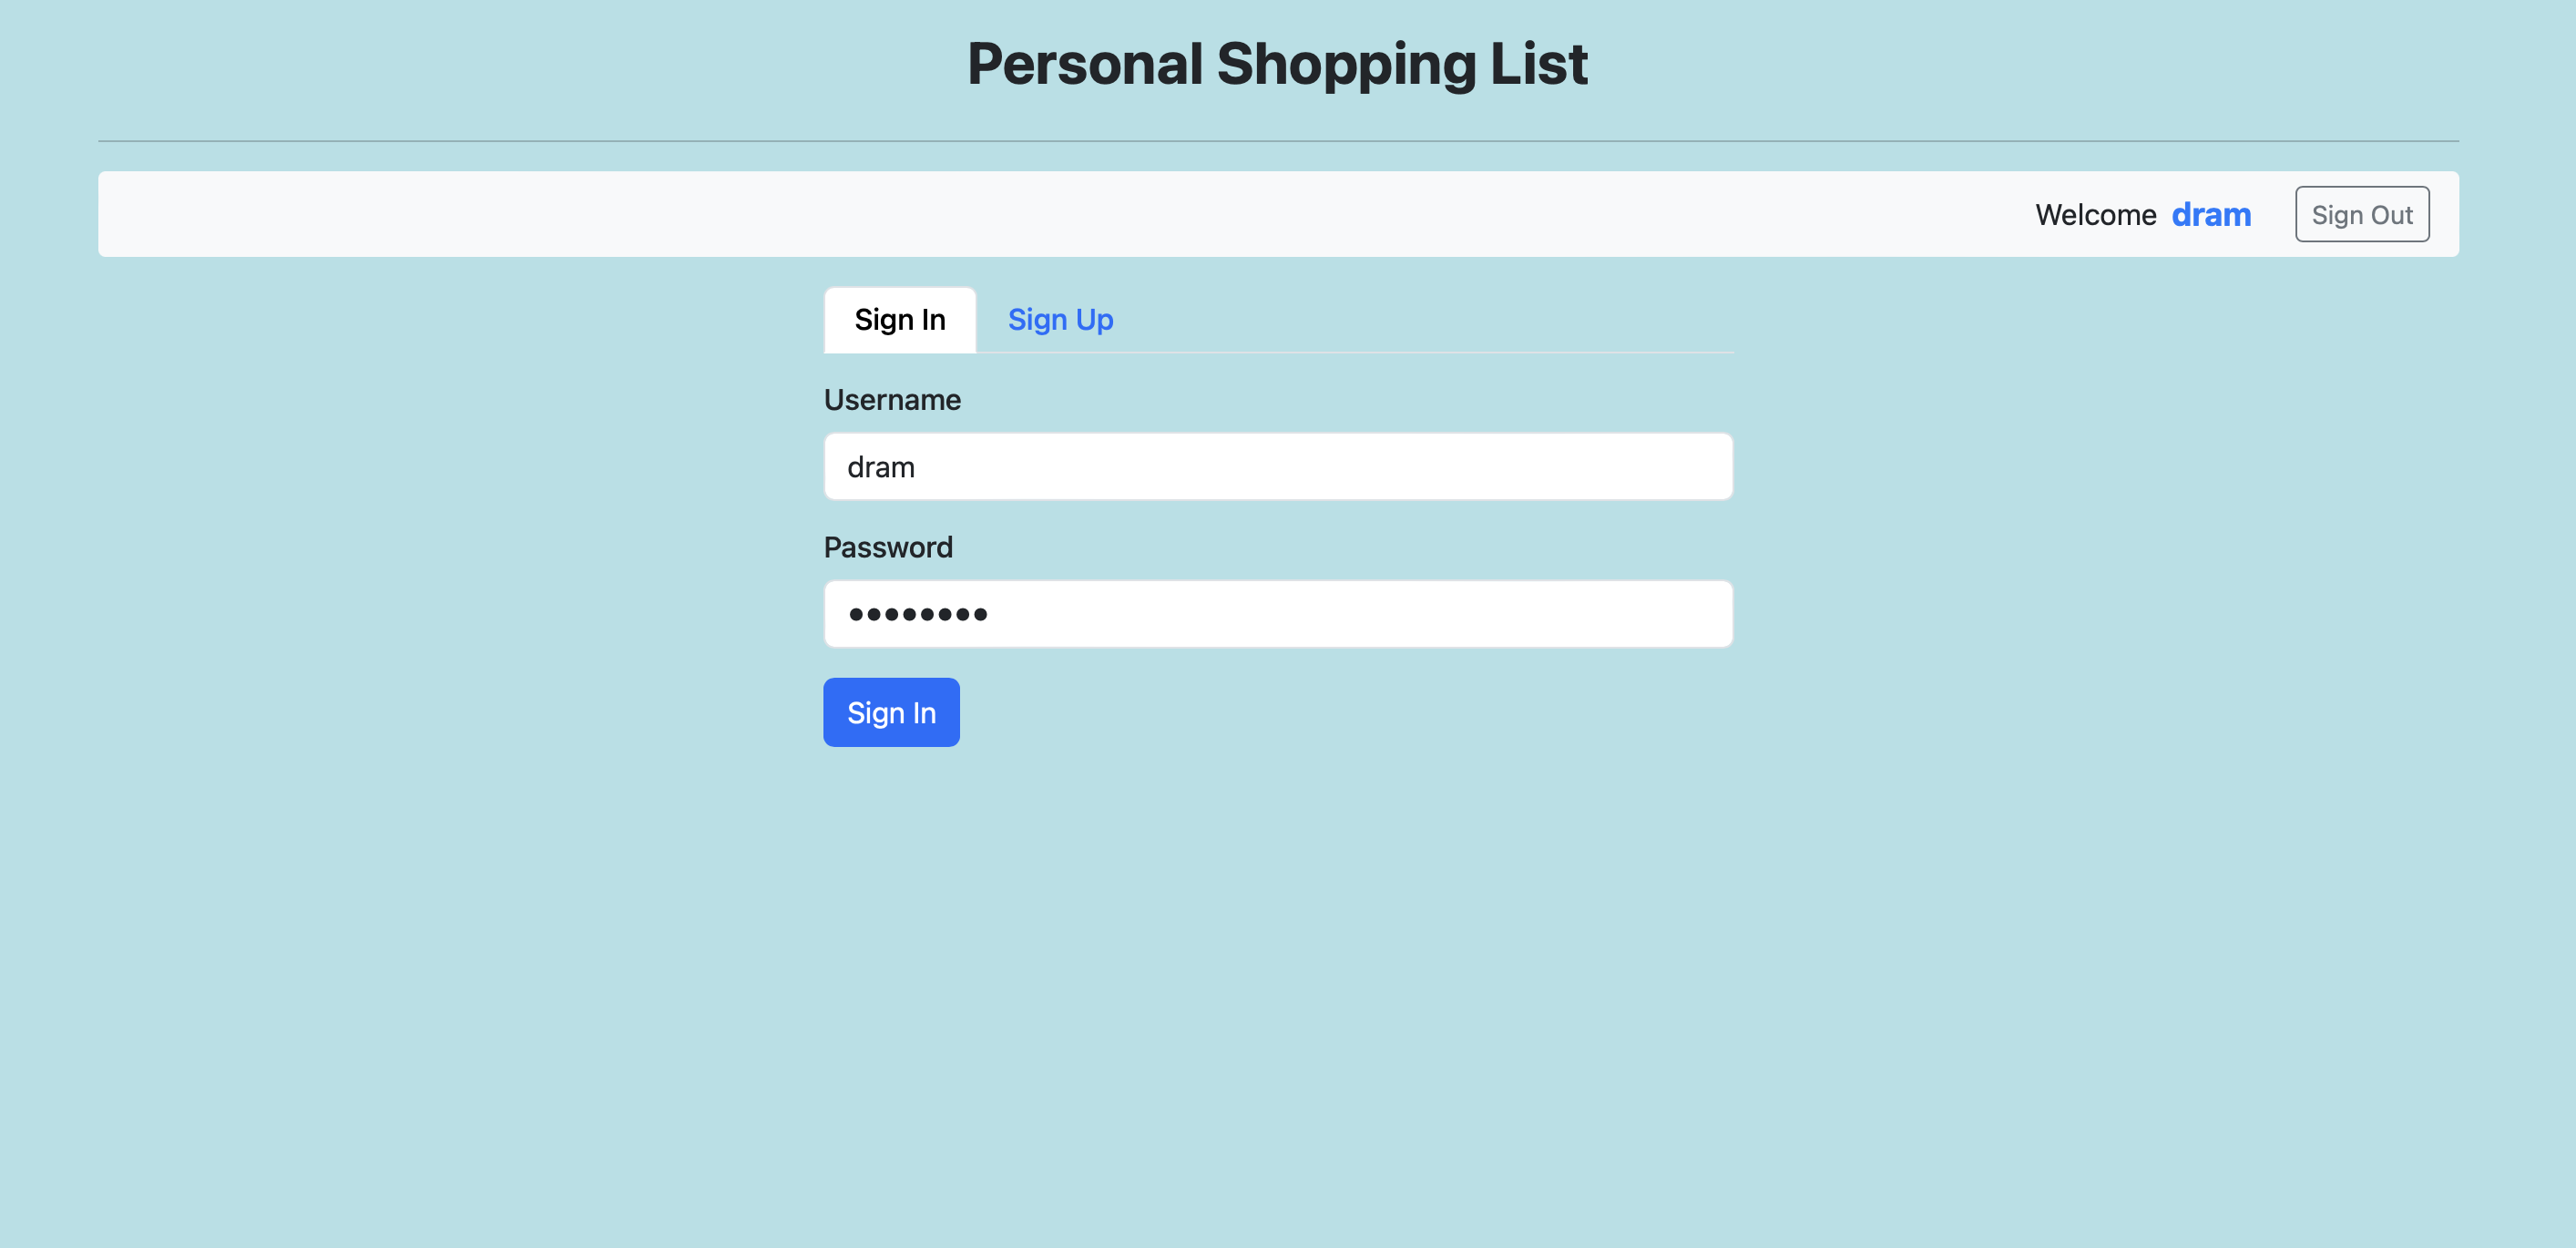 Personal Shopping List
Welcome dram Sign Out
Sign In Sign Up
Username
dram
Password
••••••••
Sign In